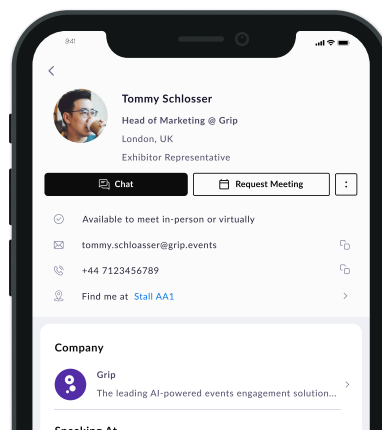 9:41
Tommy Schlosser
Head of Marketing @ Grip
London, UK
Exhibitor Representative
Chat
Request Meeting
Available to meet in-person or virtually
tommy.schloasser@grip.events
+44 7123456789
Find me at Stall AA1
Company
Grip
The leading AI-powered events engagement solution...
Speaking At